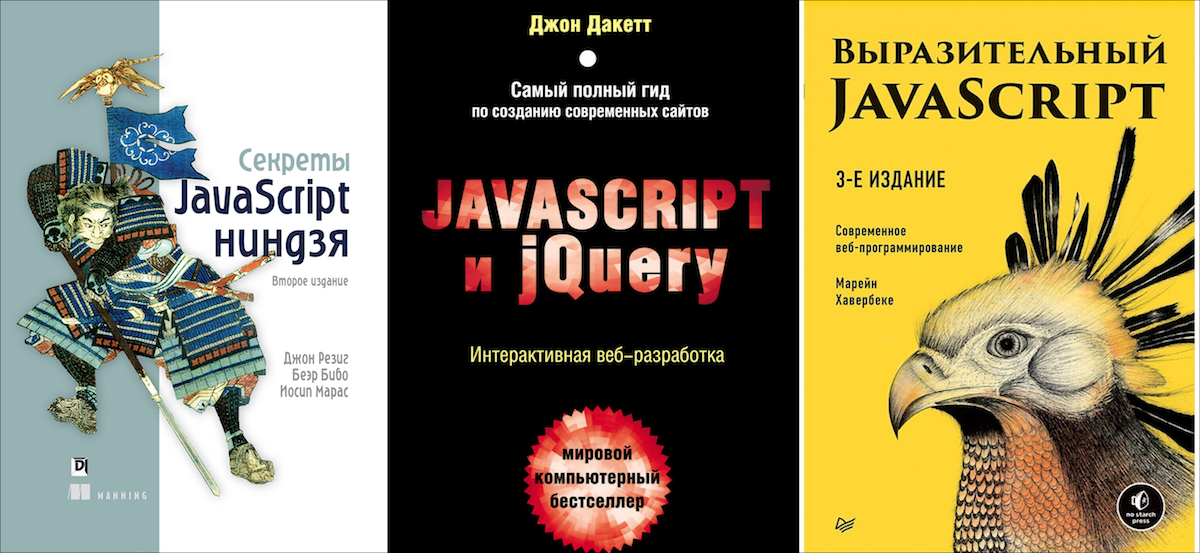 Секреты
JavaScript
ниндзя
Второе издание
Джон Резиг
Беэр Бибо
Иосип Марас
MANNING
Джон Дакетт
Самый полный гид
по созданию современных сайтов
JAVASCRIPT
и jQuery
Интерактивная веб-разработка
мировой
компьютерный
бестселлер
Выразительный
JavaScript
3-е издание
Современное
веб-программирование
Марейн
Хавербеке
no starch
press